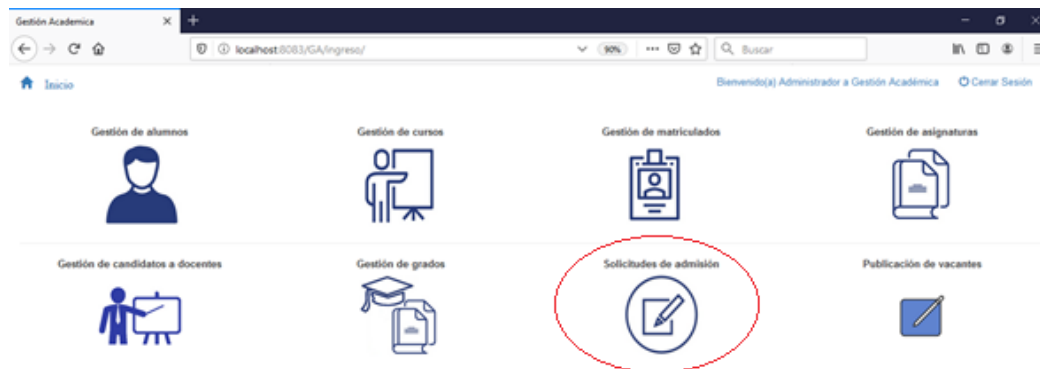 Gestión Academica
localhost:8083/GA/ingreso/
90%
Buscar
Inicio
Bienvenido(a) Administrador a Gestión Académica
Cerrar Sesión
Gestión de alumnos
Gestión de cursos
Gestión de matriculados
Gestión de asignaturas
Gestión de candidatos a docentes
Gestión de grados
Solicitudes de admisión
Publicación de vacantes